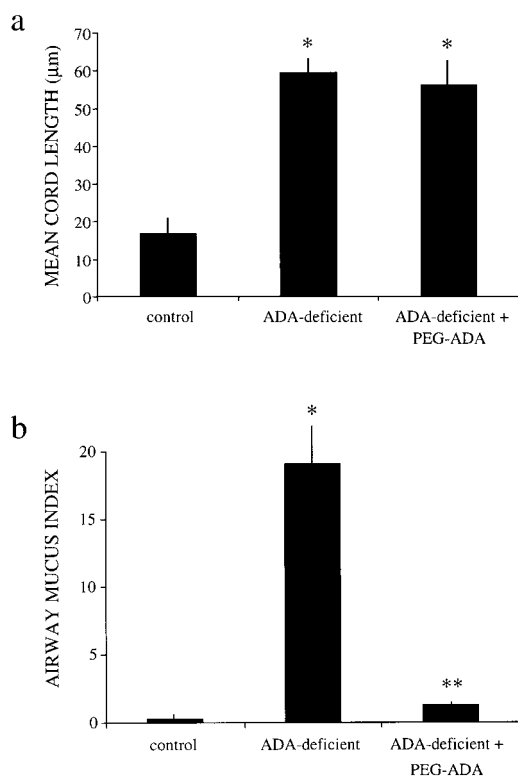 a
MEAN CORD LENGTH (μm)
70
60
50
40
30
20
10
0
*
*
control
ADA-deficient
ADA-deficient +
PEG-ADA
b
AIRWAY MUCUS INDEX
20
15
10
5
0
*
**
control
ADA-deficient
ADA-deficient +
PEG-ADA